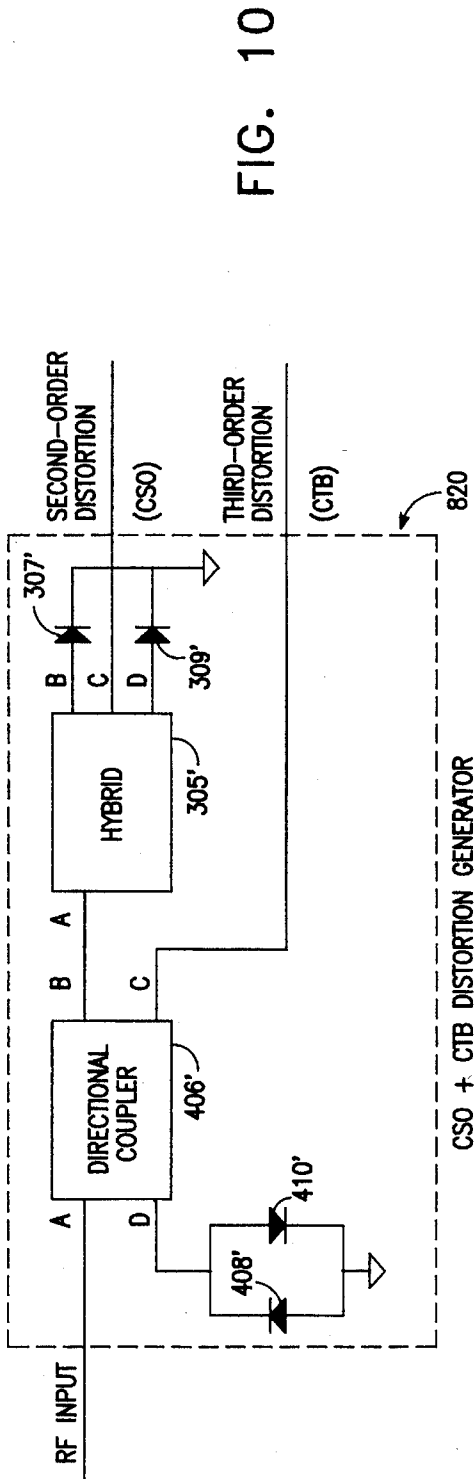 FIG. 10
RF INPUT
A
DIRECTIONAL
COUPLER
B
C
D
406'
408'
410'
A
HYBRID
305'
B
C
D
307'
309'
SECOND-ORDER
DISTORTION
(CSO)
THIRD-ORDER
DISTORTION
(CTB)
820
CSO + CTB DISTORTION GENERATOR